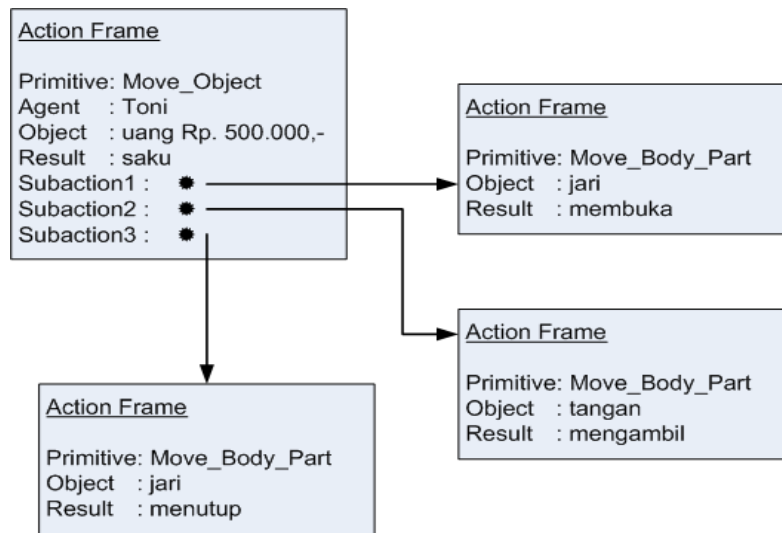 Action Frame
Primitive: Move_Object
Agent : Toni
Object : uang Rp. 500.000,-
Result : saku
Subaction1 :
Subaction2 :
Subaction3 :
Action Frame
Primitive: Move_Body_Part
Object : jari
Result : membuka
Action Frame
Primitive: Move_Body_Part
Object : tangan
Result : mengambil
Action Frame
Primitive: Move_Body_Part
Object : jari
Result : menutup